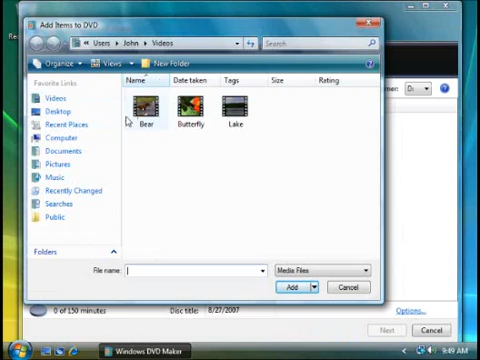 Add Items to DVD
Users John Videos
Search
Organize Views New Folder
Name Date taken Tags Size Rating
Favorite Links
Videos
Desktop
Recent Places
Computer
Documents
Pictures
Music
Recently Changed
Searches
Public
Folders
Bear Butterfly Lake
File name:
Media Files
Add Cancel
D:
0 of 150 minutes Disc title: 8/27/2007 Options...
Next Cancel
Windows DVD Maker 9:49 AM